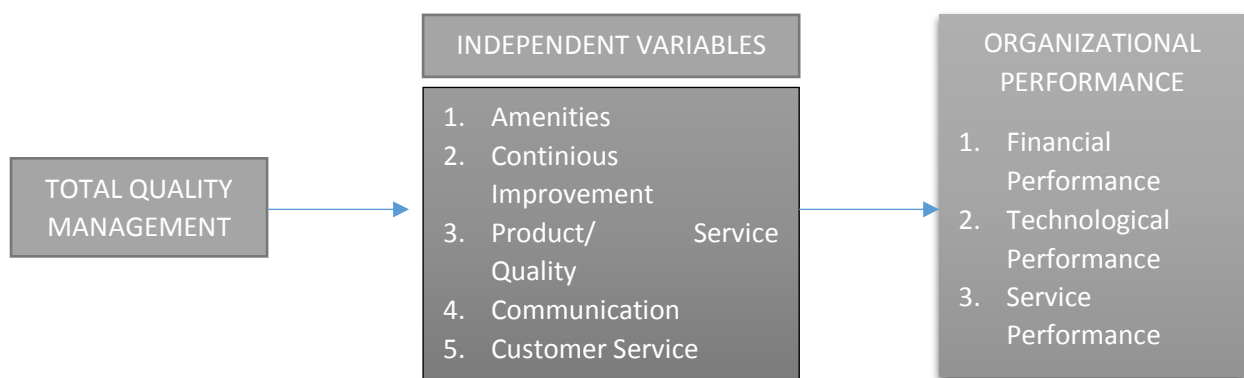 TOTAL QUALITY
MANAGEMENT
INDEPENDENT VARIABLES
1. Amenities
2. Continious
Improvement
3. Product/ Service
Quality
4. Communication
5. Customer Service
ORGANIZATIONAL
PERFORMANCE
1. Financial
Performance
2. Technological
Performance
3. Service
Performance